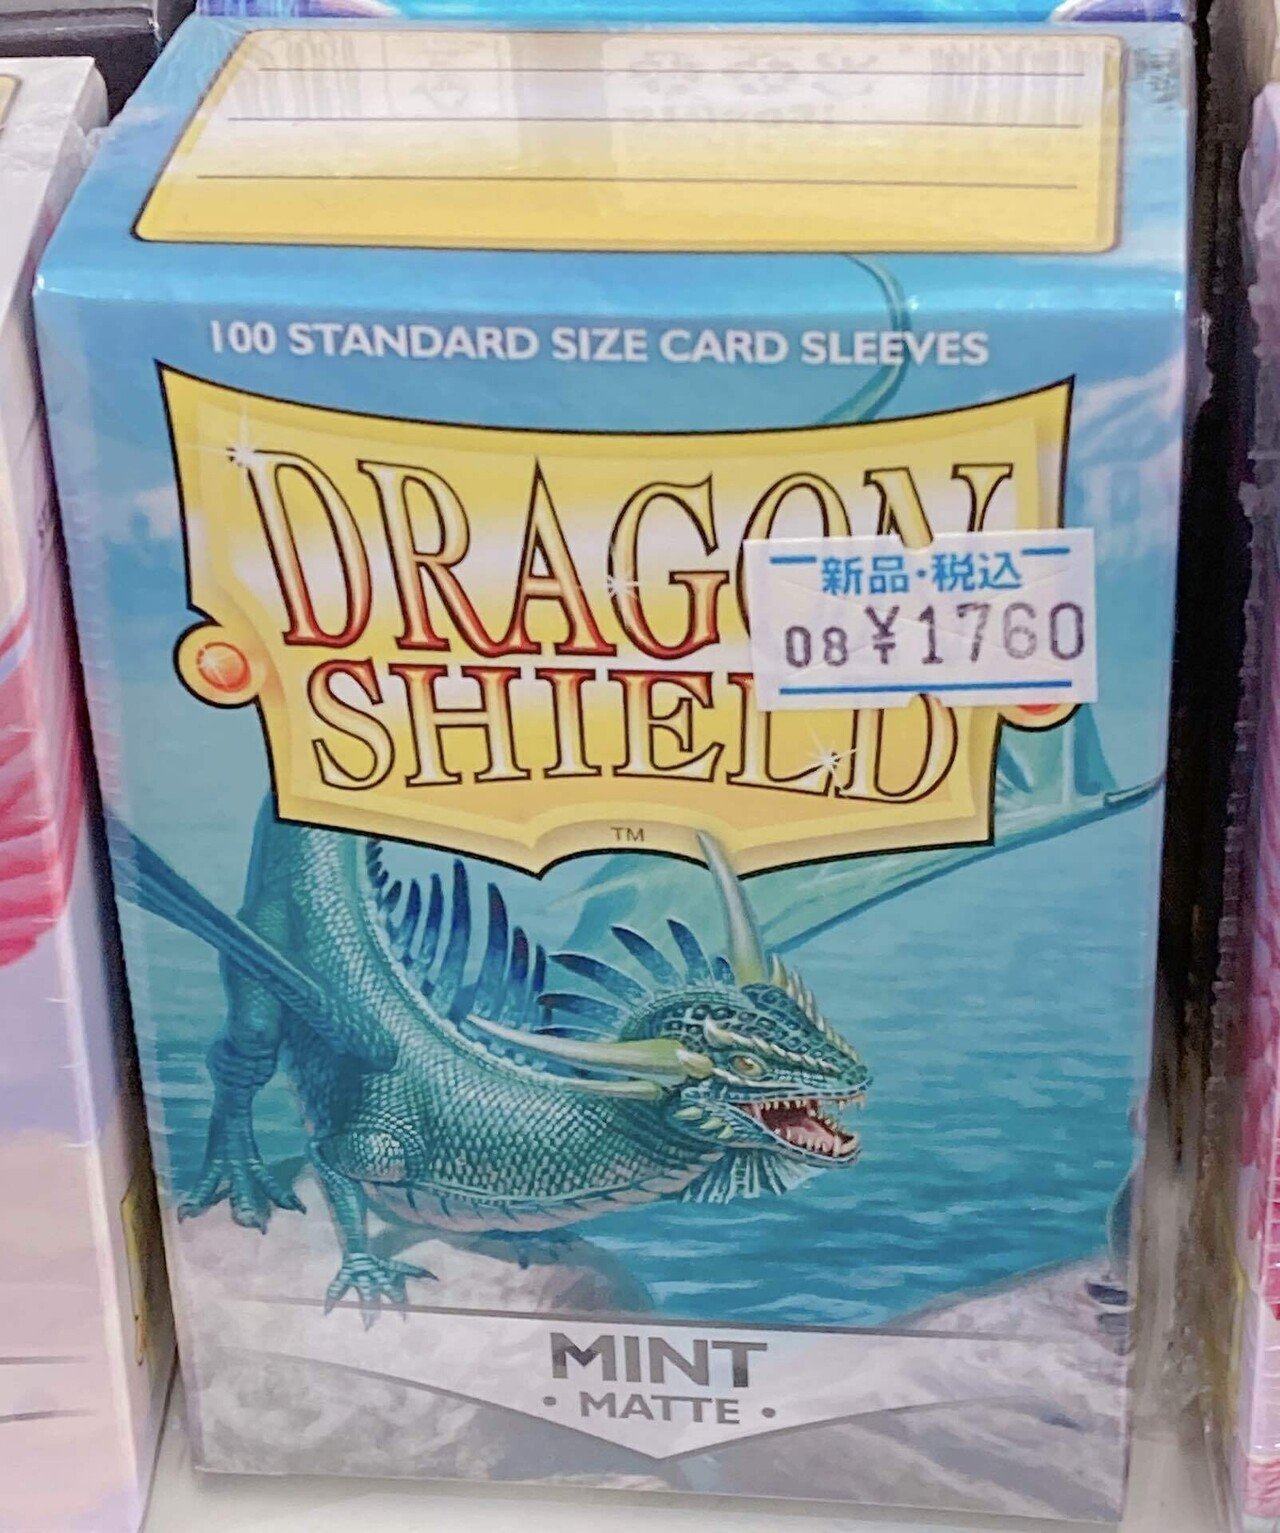 100 STANDARD SIZE CARD SLEEVES
DRAGON
SHIELD
新品・税込
08 ¥1760
TM
MINT
• MATTE •